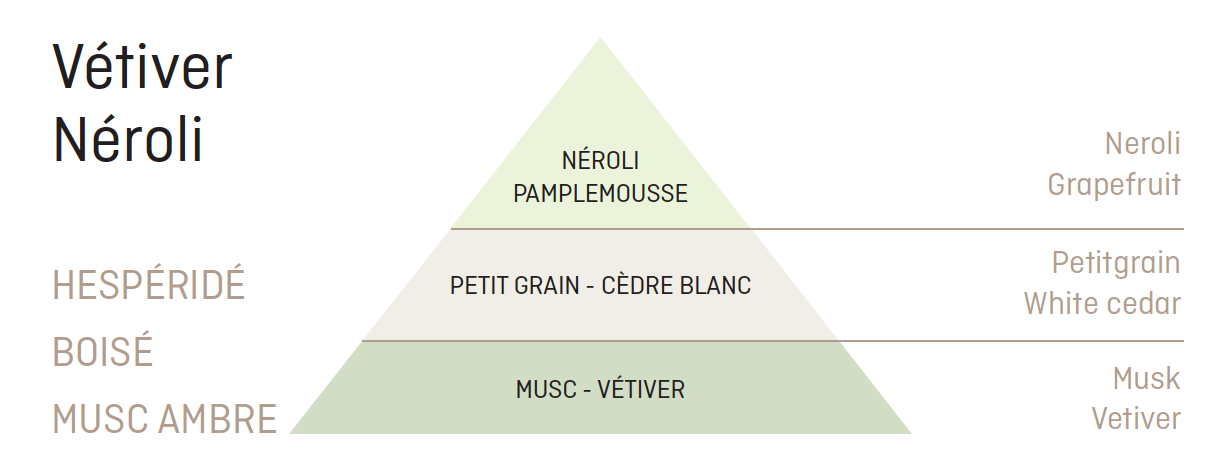 Vétiver
Néroli
HESPÉRIDÉ
BOISÉ
MUSC AMBRE
NÉROLI
PAMPLEMOUSSE
PETIT GRAIN - CÈDRE BLANC
MUSC - VÉTIVER
Neroli
Grapefruit
Petitgrain
White cedar
Musk
Vetiver